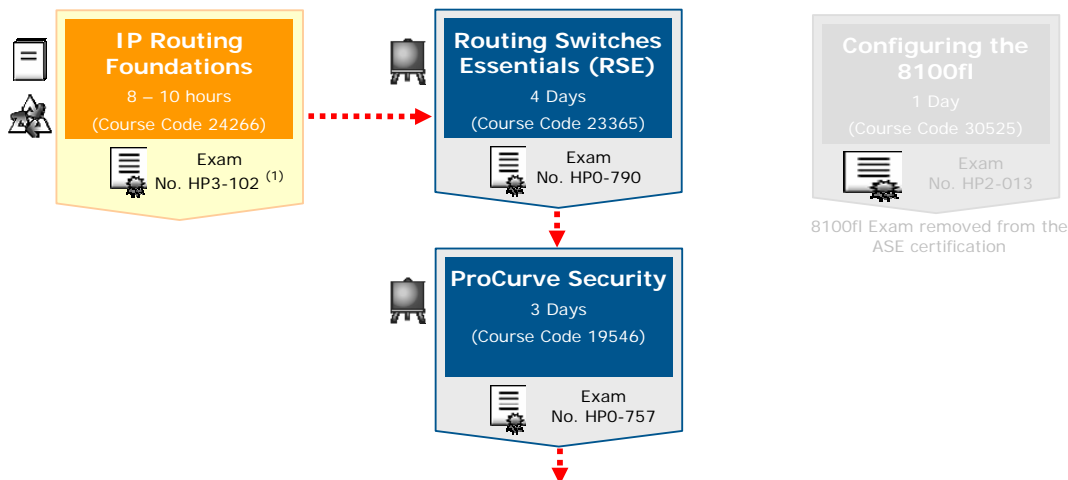 IP Routing
Foundations
8 – 10 hours
(Course Code 24266)
Exam
No. HP3-102 (1)
Routing Switches
Essentials (RSE)
4 Days
(Course Code 23365)
Exam
No. HP0-790
Configuring the
8100fl
1 Day
(Course Code 30525)
Exam
No. HP2-013
8100fl Exam removed from the
ASE certification
ProCurve Security
3 Days
(Course Code 19546)
Exam
No. HP0-757